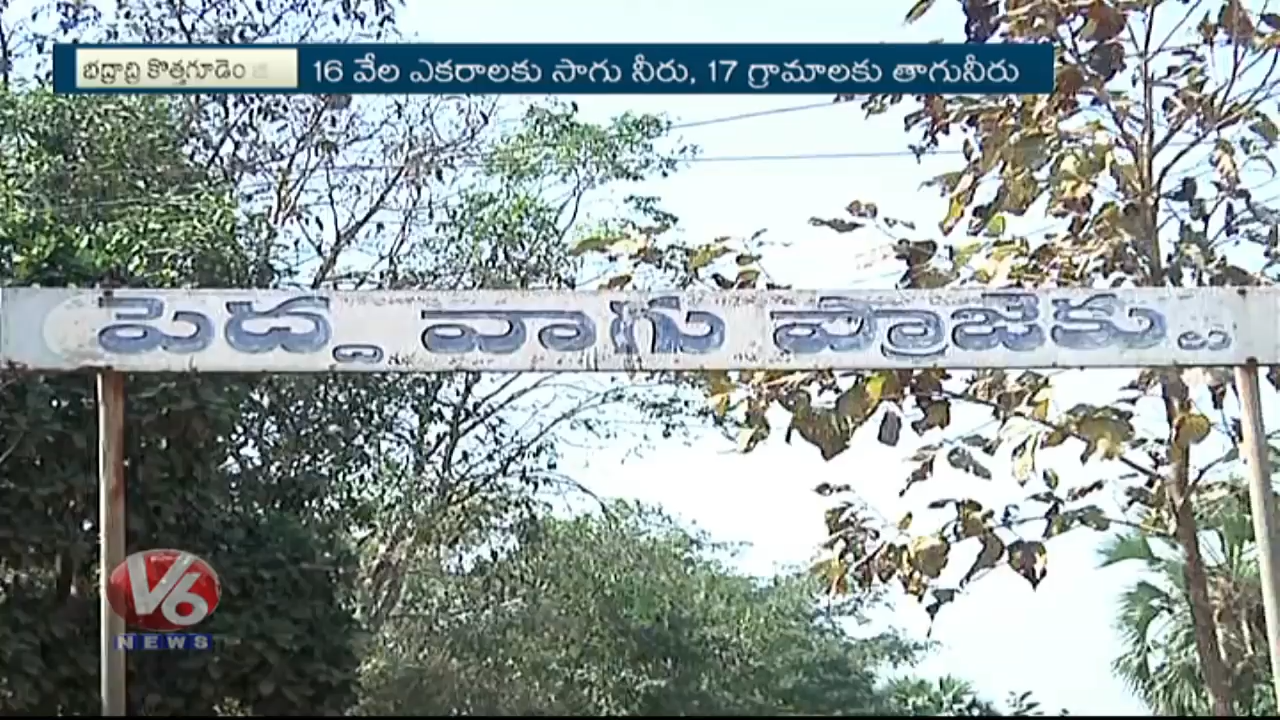 భద్రాద్రి కొత్తగూడెం
16 వేల ఎకరాలకు సాగు నీరు, 17 గ్రామాలకు తాగునీరు
పెద్ద వాగు ప్రాజెక్టు
V6
NEWS